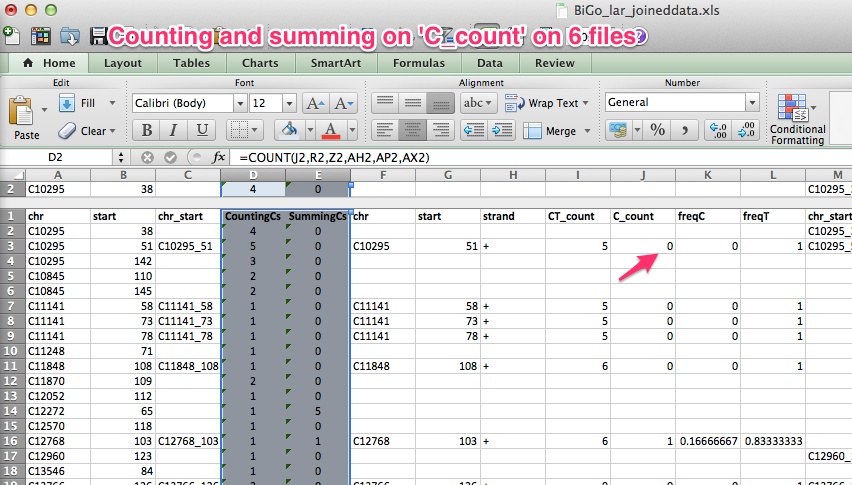 BiGo_lar_joineddata.xls
Counting and summing on 'C_count' on 6 files
Home Layout Tables Charts SmartArt Formulas Data Review
Edit Font Alignment Number
Paste Fill Calibri (Body) 12 A A abc Wrap Text General
Clear B I U A Merge % , Conditional Formatting
D2 fx =COUNT(J2,R2,Z2,AH2,AP2,AX2)
A B C D E F G H I J K L M
2 C10295 38 4 0 C10295_
1 chr start chr_start CountingCs SummingCs chr start strand CT_count C_count freqC freqT chr_start
2 C10295 38 4 0 C10295_
3 C10295 51 C10295_51 5 0 C10295 51 + 5 0 0 1 C10295_5
4 C10295 142 3 0
5 C10845 110 2 0
6 C10845 145 2 0
7 C11141 58 C11141_58 1 0 C11141 58 + 5 0 0 1
8 C11141 73 C11141_73 1 0 C11141 73 + 5 0 0 1
9 C11141 78 C11141_78 1 0 C11141 78 + 5 0 0 1
10 C11248 71 1 0
11 C11848 108 C11848_108 1 0 C11848 108 + 6 0 0 1
12 C11870 109 2 0
13 C12052 112 1 0
14 C12272 65 1 5
15 C12570 118 1 0
16 C12768 103 C12768_103 1 1 C12768 103 + 6 1 0.16666667 0.83333333
17 C12960 123 1 0 C12960_
18 C13546 84 1 0